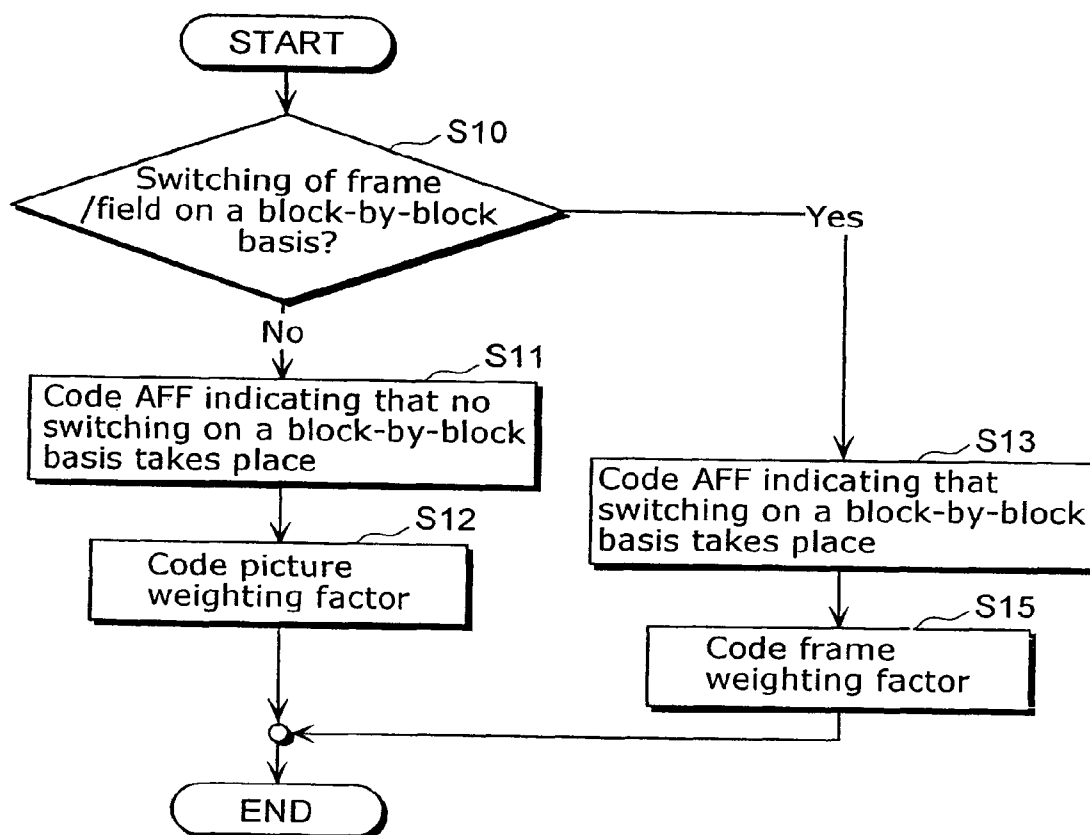 START
S10
Switching of frame
/field on a block-by-block
basis?
Yes
No
S11
Code AFF indicating that no
switching on a block-by-block
basis takes place
S13
Code AFF indicating that
switching on a block-by-block
basis takes place
S12
Code picture
weighting factor
S15
Code frame
weighting factor
END